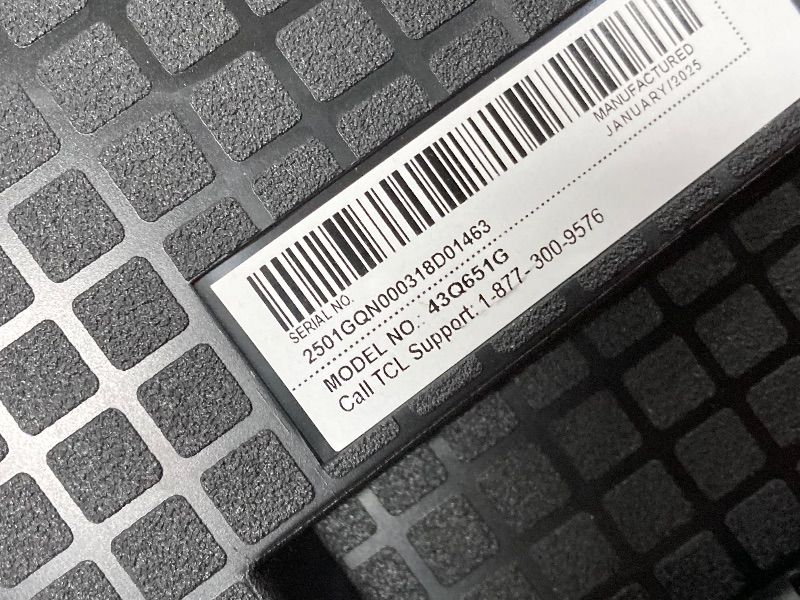 MANUFACTURED
JANUARY/2025
SERIAL NO.
2501GQN000318D01463
MODEL NO.: 43Q651G
Call TCL Support: 1-877- 300-9576